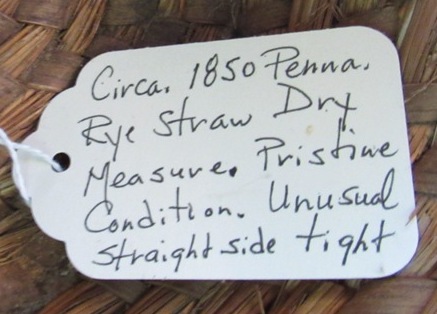 Circa. 1850 Penna.
Rye Straw Dry
Measure. Pristine
Condition. Unusual
Straight side tight